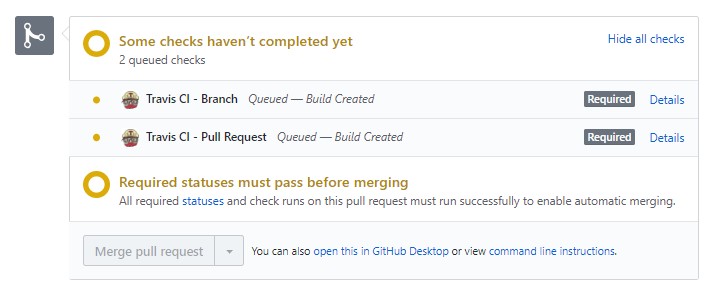 Some checks haven't completed yet
Hide all checks
2 queued checks
Travis CI - Branch Queued — Build Created Required Details
Travis CI - Pull Request Queued — Build Created Required Details
Required statuses must pass before merging
All required statuses and check runs on this pull request must run successfully to enable automatic merging.
Merge pull request You can also open this in GitHub Desktop or view command line instructions.